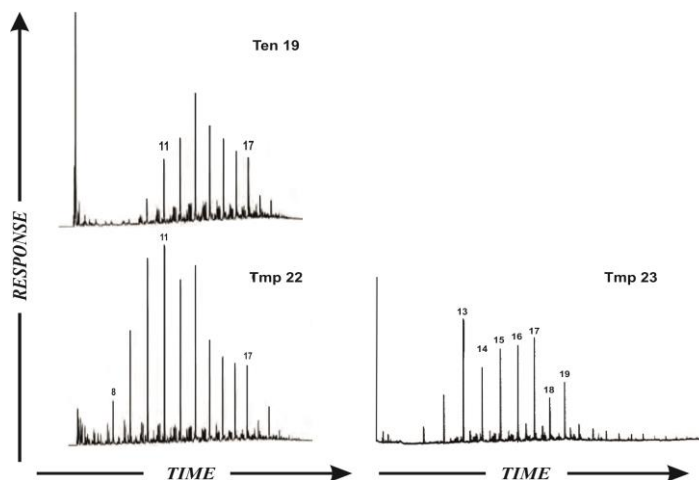 Ten 19
11
17
RESPONSE
11
Tmp 22
8
17
Tmp 23
13
14
15
16
17
18
19
TIME
TIME